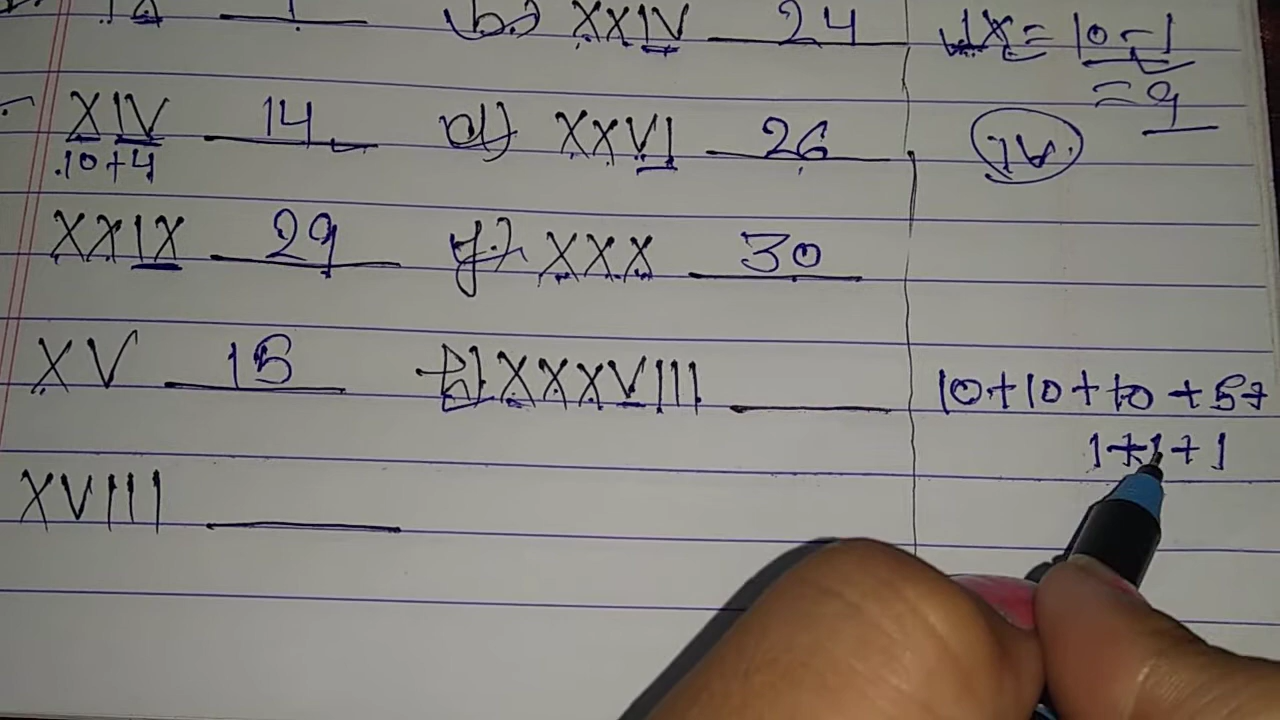 b.) XXIV 24 IX = 10-1
= 9
XIV 14 d) XXVI 26 IX.
10+4
XXIX 29 f.) XXX 30
XV 15 h) XXXVIII 10+10+10+5+
1+1+1
XVIII